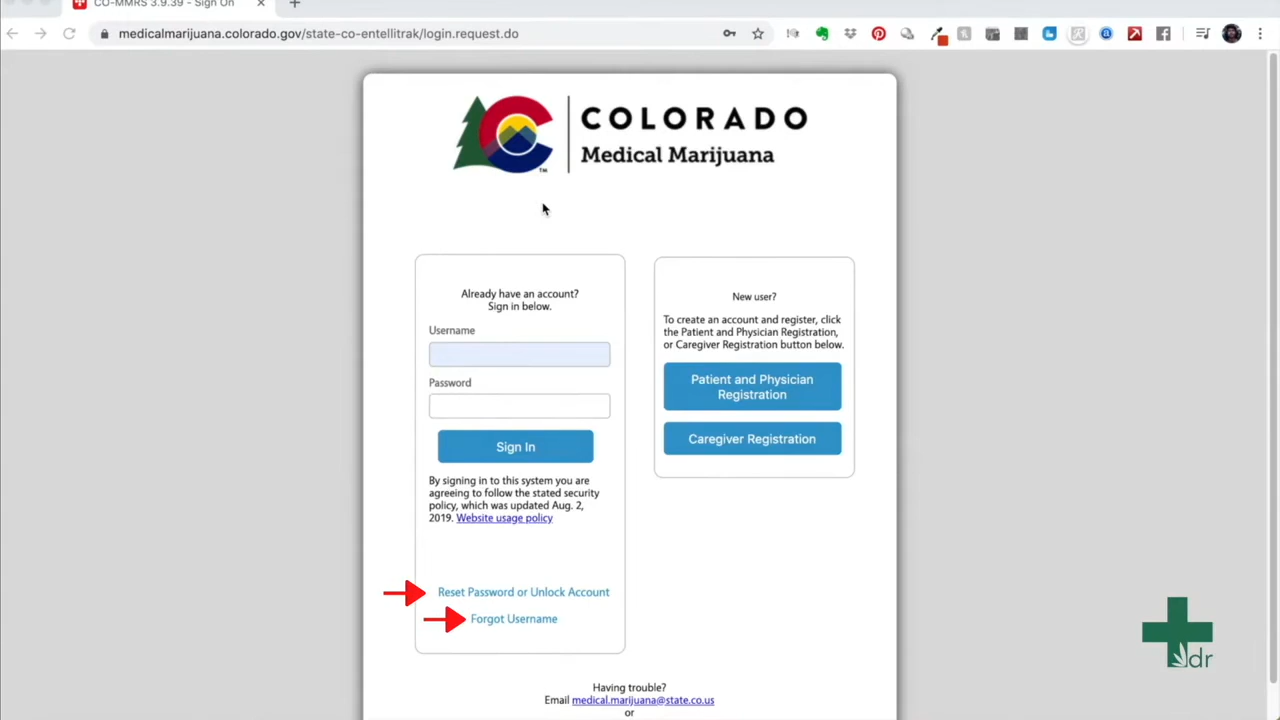 CO-MMRS 3.9.39 - Sign On
medicalmarijuana.colorado.gov/state-co-entellitrak/login.request.do
COLORADO
Medical Marijuana
TM
Already have an account?
Sign in below.
Username
Password
Sign In
By signing in to this system you are
agreeing to follow the stated security
policy, which was updated Aug. 2,
2019. Website usage policy
Reset Password or Unlock Account
Forgot Username
New user?
To create an account and register, click
the Patient and Physician Registration,
or Caregiver Registration button below.
Patient and Physician
Registration
Caregiver Registration
Having trouble?
Email medical.marijuana@state.co.us
or
dr